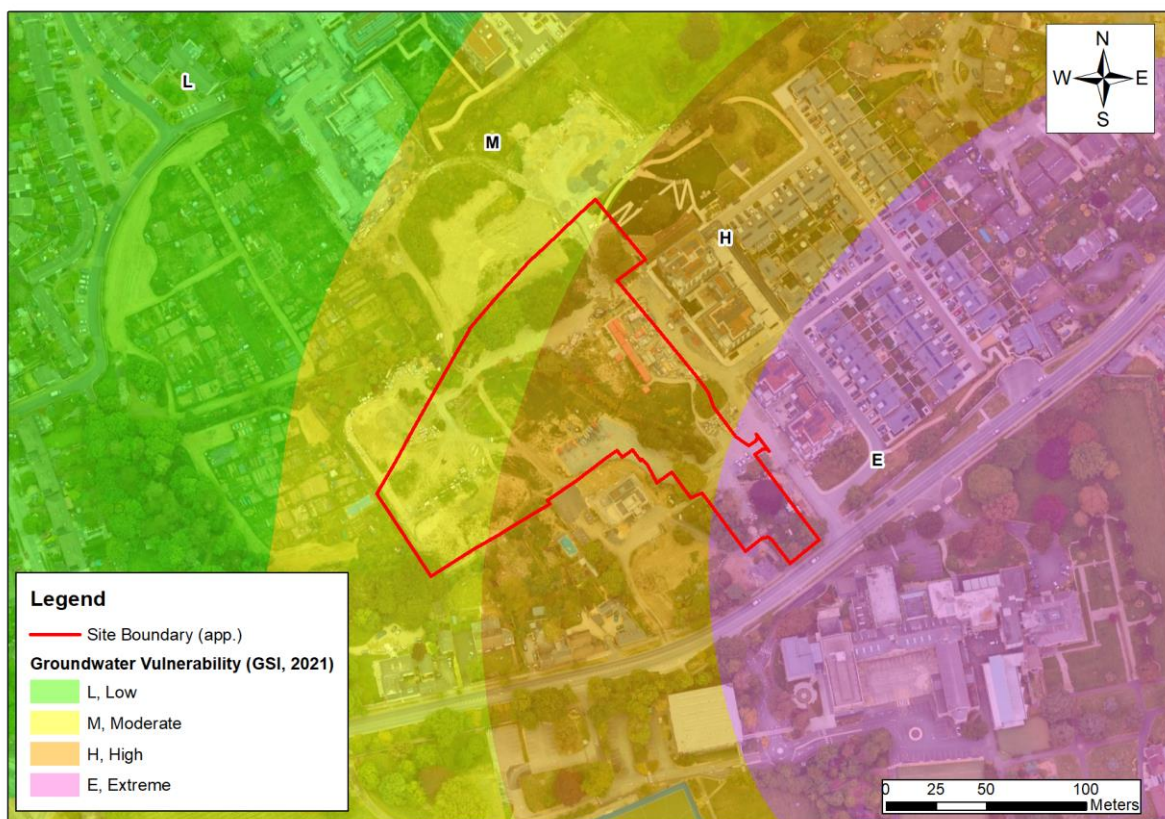 L
M
H
E
N
W E
S
Legend
Site Boundary (app.)
Groundwater Vulnerability (GSI, 2021)
L, Low
M, Moderate
H, High
E, Extreme
0 25 50 100
Meters